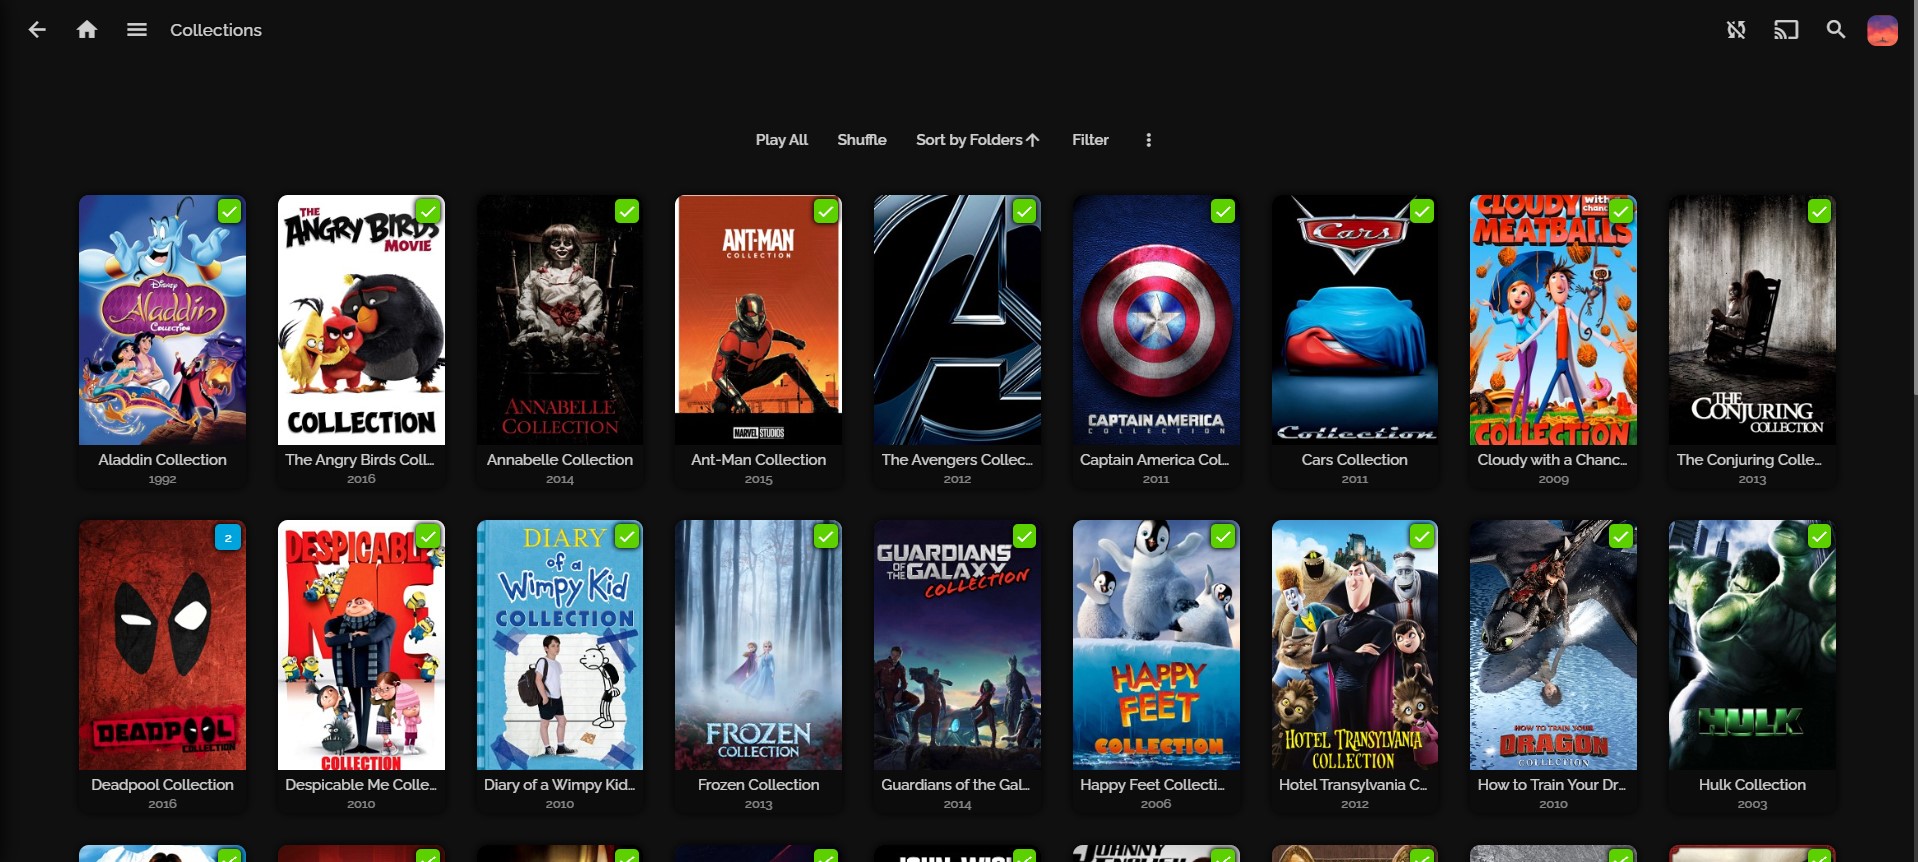 Collections
Play All
Shuffle
Sort by Folders
Filter
Disney
Aladdin
COLLECTION
THE
ANGRY BIRDS
MOVIE
COLLECTION
ANNABELLE
COLLECTION
ANT-MAN
COLLECTION
MARVEL STUDIOS
CAPTAIN AMERICA
COLLECTION
Cars
Collection
CLOUDY
with
chanc
MEATBALLS
COLLECTION
THE
CONJURING
COLLECTION
Aladdin Collection
1992
The Angry Birds Coll...
2016
Annabelle Collection
2014
Ant-Man Collection
2015
The Avengers Collec...
2012
Captain America Col...
2011
Cars Collection
2011
Cloudy with a Chanc...
2009
The Conjuring Colle...
2013
2
DEADPOOL
COLLECTION
DESPICABLE
ME
COLLECTION
DIARY
of a
Wimpy Kid
COLLECTION
FROZEN
COLLECTION
GUARDIANS
OF THE GALAXY
COLLECTION
HAPPY
FEET
COLLECTION
HOTEL TRANSYLVANIA
COLLECTION
HOW TO TRAIN YOUR
DRAGON
COLLECTION
HULK
Deadpool Collection
2016
Despicable Me Colle...
2010
Diary of a Wimpy Kid...
2010
Frozen Collection
2013
Guardians of the Gal...
2014
Happy Feet Collecti...
2006
Hotel Transylvania C...
2012
How to Train Your Dr...
2010
Hulk Collection
2003
JOHN WICK
JOHNNY